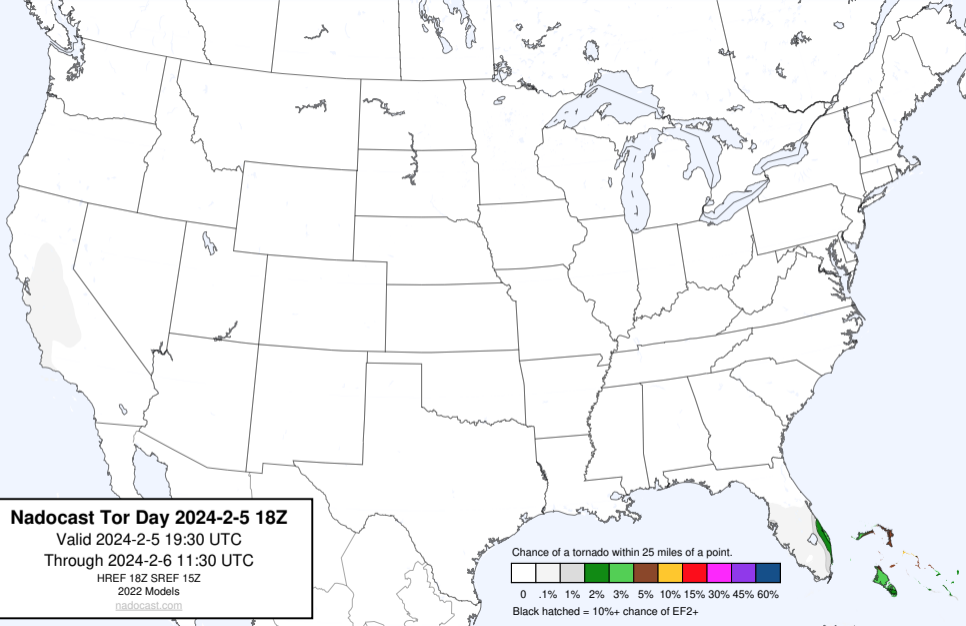 Nadocast Tor Day 2024-2-5 18Z
Valid 2024-2-5 19:30 UTC
Through 2024-2-6 11:30 UTC
HREF 18Z SREF 15Z
2022 Models
nadocast.com
Chance of a tornado within 25 miles of a point.
0 .1% 1% 2% 3% 5% 10% 15% 30% 45% 60%
Black hatched = 10%+ chance of EF2+